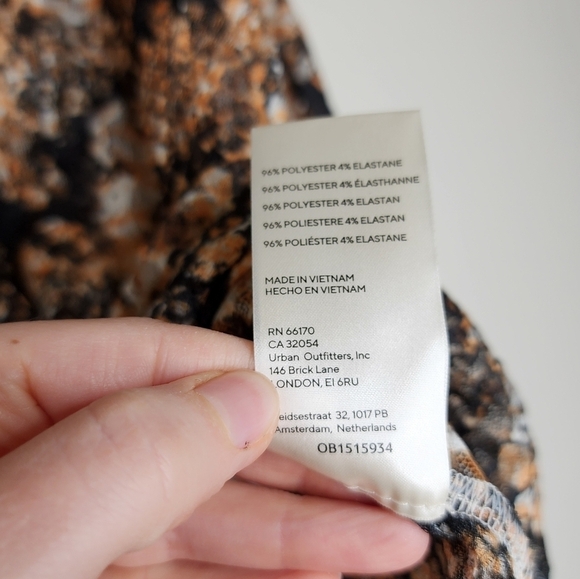 96% POLYESTER 4% ELASTANE
96% POLYESTER 4% ÉLASTHANNE
96% POLYESTER 4% ELASTAN
96% POLIESTERE 4% ELASTAN
96% POLIÉSTER 4% ELASTANE
MADE IN VIETNAM
HECHO EN VIETNAM
RN 66170
CA 32054
Urban Outfitters, Inc
146 Brick Lane
LONDON, E1 6RU
eidsestraat 32, 1017 PB
Amsterdam, Netherlands
OB1515934